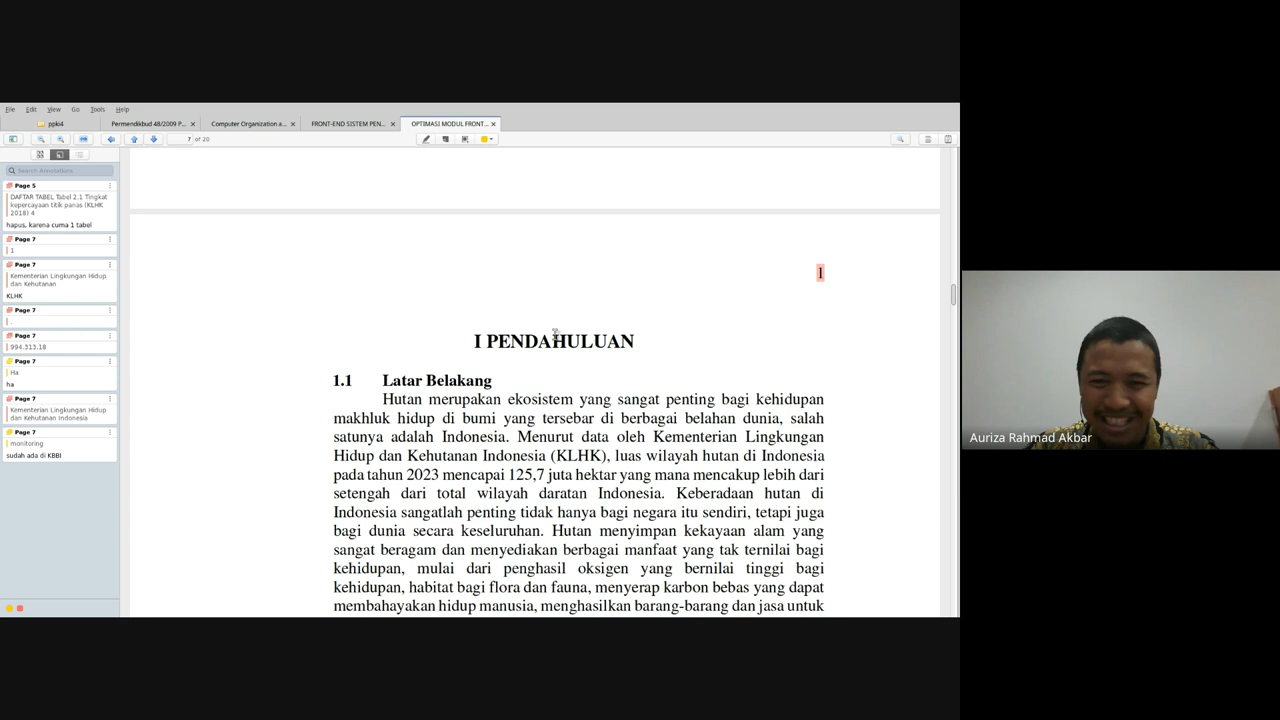 File Edit View Go Tools Help
ppki4 Permendikbud 48/2009 P... Computer Organization a... FRONT-END SISTEM PEN... OPTIMASI MODUL FRONT...
7 of 20
Search Annotations
Page 5
DAFTAR TABEL Tabel 2.1 Tingkat
kepercayaan titik panas (KLHK
2018) 4
hapus, karena cuma 1 tabel
Page 7
1
Page 7
Kementerian Lingkungan Hidup
dan Kehutanan
KLHK
Page 7
.
Page 7
994.313.18
Page 7
Ha
ha
Page 7
Kementerian Lingkungan Hidup
dan Kehutanan Indonesia
Page 7
monitoring
sudah ada di KBBI
1
I PENDAHULUAN
1.1 Latar Belakang
Hutan merupakan ekosistem yang sangat penting bagi kehidupan
makhluk hidup di bumi yang tersebar di berbagai belahan dunia, salah
satunya adalah Indonesia. Menurut data oleh Kementerian Lingkungan
Hidup dan Kehutanan Indonesia (KLHK), luas wilayah hutan di Indonesia
pada tahun 2023 mencapai 125,7 juta hektar yang mana mencakup lebih dari
setengah dari total wilayah daratan Indonesia. Keberadaan hutan di
Indonesia sangatlah penting tidak hanya bagi negara itu sendiri, tetapi juga
bagi dunia secara keseluruhan. Hutan menyimpan kekayaan alam yang
sangat beragam dan menyediakan berbagai manfaat yang tak ternilai bagi
kehidupan, mulai dari penghasil oksigen yang bernilai tinggi bagi
kehidupan, habitat bagi flora dan fauna, menyerap karbon bebas yang dapat
membahayakan hidup manusia, menghasilkan barang-barang dan jasa untuk
Auriza Rahmad Akbar